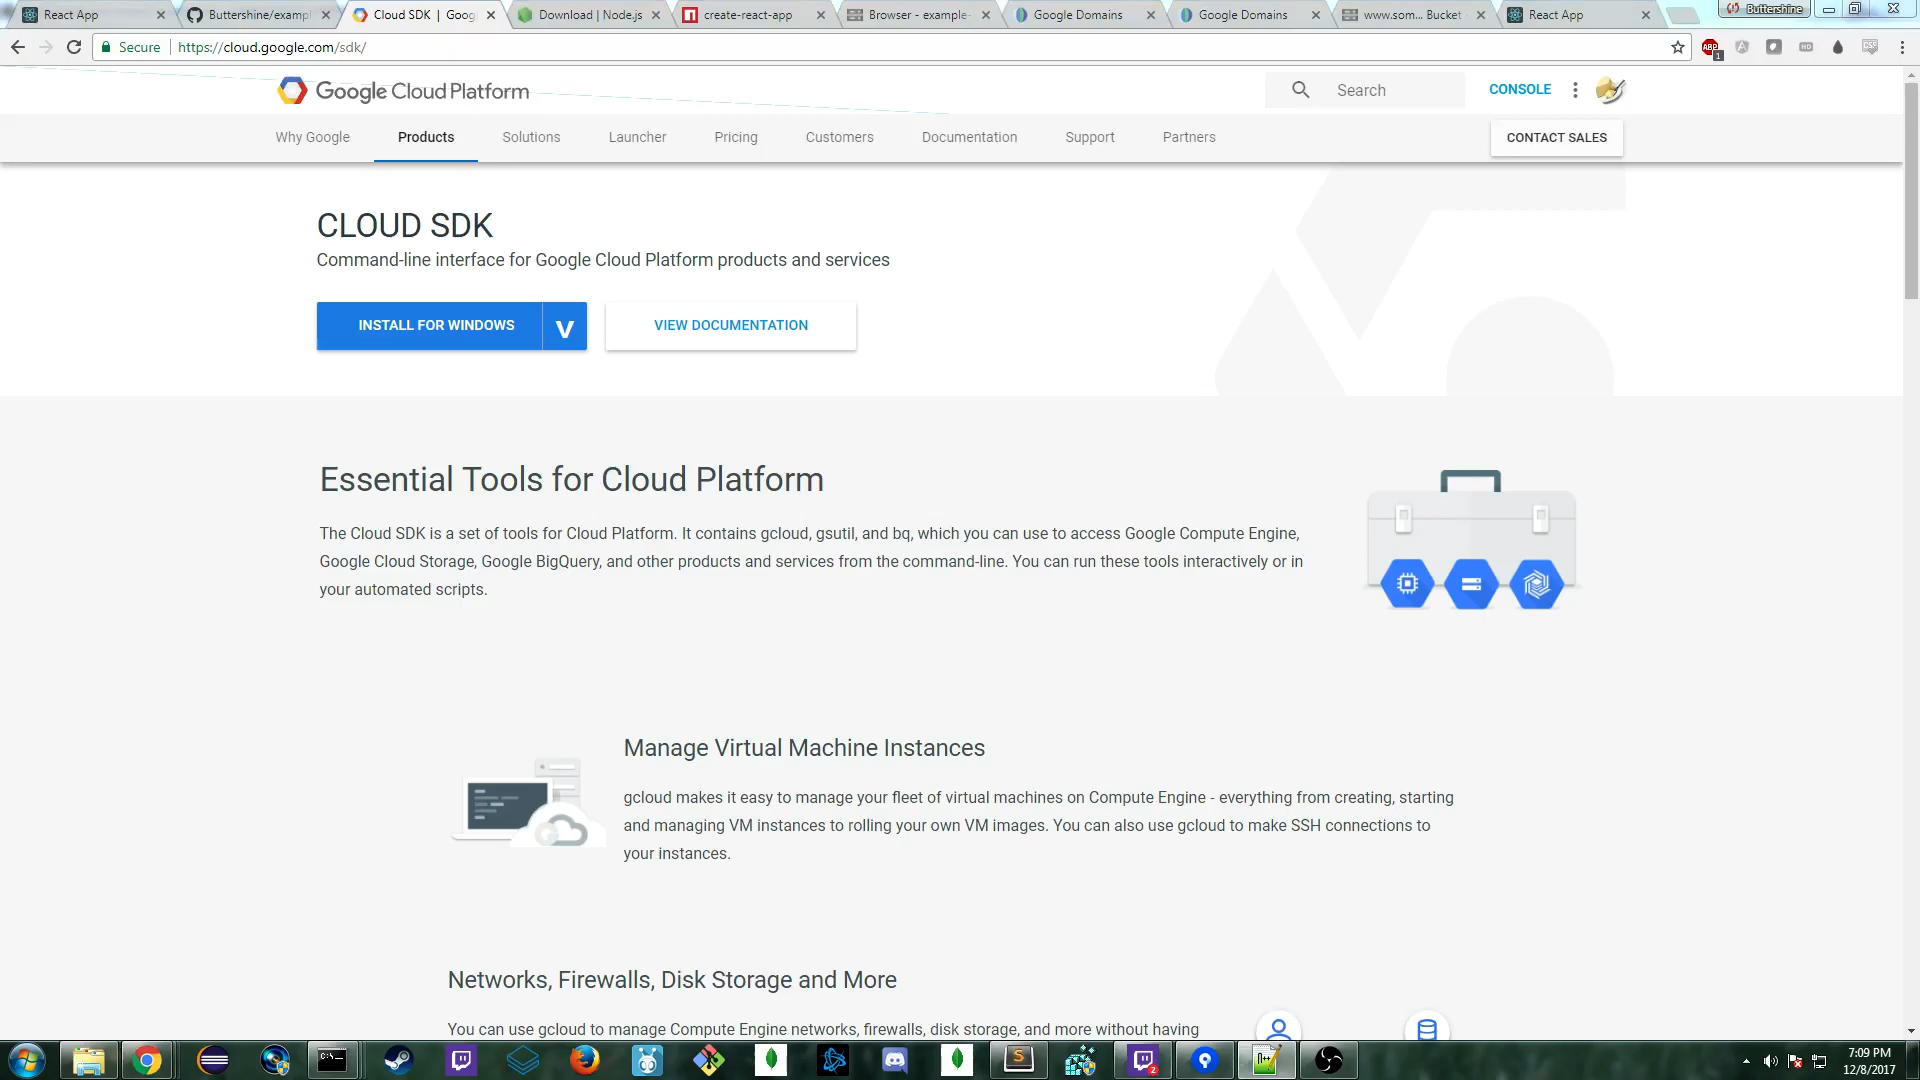 React App
Buttershine/exampl
Cloud SDK | Goog
Download | Node.js
create-react-app
Browser - example-
Google Domains
Google Domains
www.som... Bucket
React App
Buttershine
Secure
https://cloud.google.com/sdk/
ABP
1
HD
CSS
Google Cloud Platform
Search
CONSOLE
Why Google
Products
Solutions
Launcher
Pricing
Customers
Documentation
Support
Partners
CONTACT SALES
CLOUD SDK
Command-line interface for Google Cloud Platform products and services
INSTALL FOR WINDOWS
V
VIEW DOCUMENTATION
Essential Tools for Cloud Platform
The Cloud SDK is a set of tools for Cloud Platform. It contains gcloud, gsutil, and bq, which you can use to access Google Compute Engine,
Google Cloud Storage, Google BigQuery, and other products and services from the command-line. You can run these tools interactively or in
your automated scripts.
Manage Virtual Machine Instances
gcloud makes it easy to manage your fleet of virtual machines on Compute Engine - everything from creating, starting
and managing VM instances to rolling your own VM images. You can also use gcloud to make SSH connections to
your instances.
Networks, Firewalls, Disk Storage and More
You can use gcloud to manage Compute Engine networks, firewalls, disk storage, and more without having
2
7:09 PM
12/8/2017